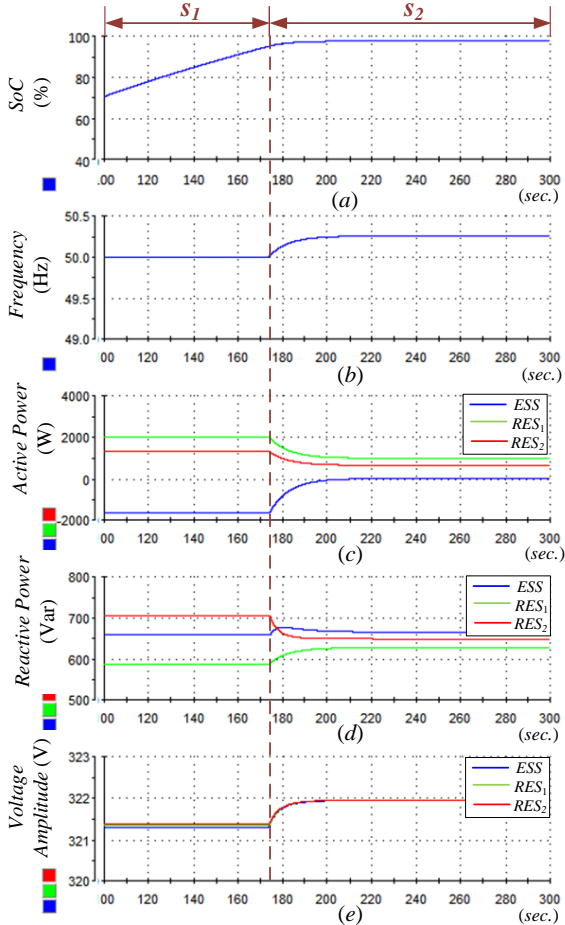 s1 s2
SoC (%)
100
80
60
40
.00 120 140 160 180 200 220 240 260 280 300
(a) (sec.)
Frequency (Hz)
50.5
50.0
49.5
49.0
00 120 140 160 180 200 220 240 260 280 300
(b) (sec.)
Active Power (W)
4000
2000
0
-2000
ESS
RES1
RES2
00 120 140 160 180 200 220 240 260 280 300
(c) (sec.)
Reactive Power (Var)
800
700
600
500
ESS
RES1
RES2
00 120 140 160 180 200 220 240 260 280 300
(d) (sec.)
Voltage
Amplitude (V)
323
322
321
320
ESS
RES1
RES2
00 120 140 160 180 200 220 240 260 280 300
(e) (sec.)